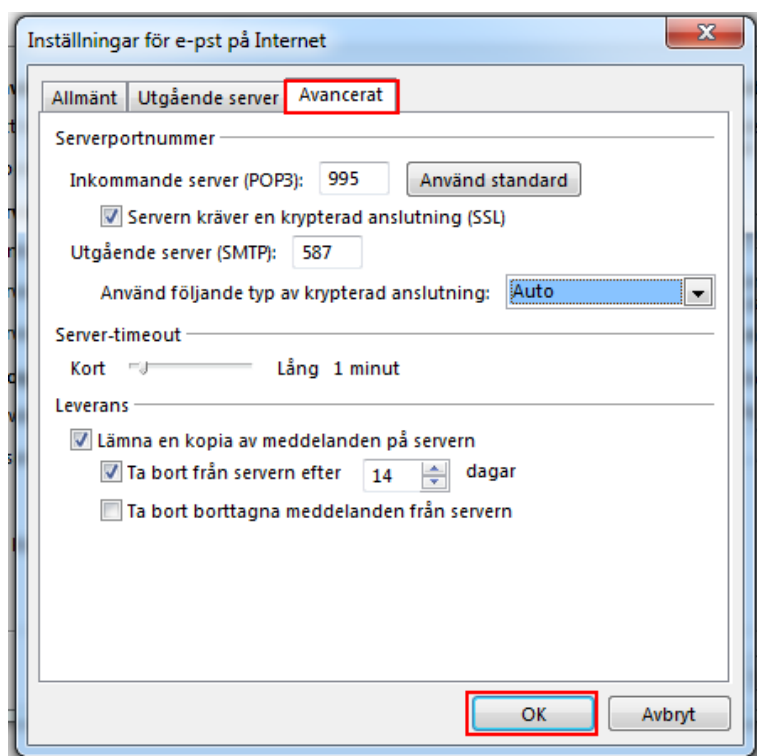 Inställningar för e-pst på Internet
Allmänt Utgående server Avancerat
Serverportnummer
Inkommande server (POP3): 995 Använd standard
Servern kräver en krypterad anslutning (SSL)
Utgående server (SMTP): 587
Använd följande typ av krypterad anslutning: Auto
Server-timeout
Kort Lång 1 minut
Leverans
Lämna en kopia av meddelanden på servern
Ta bort från servern efter 14 dagar
Ta bort borttagna meddelanden från servern
OK Avbryt